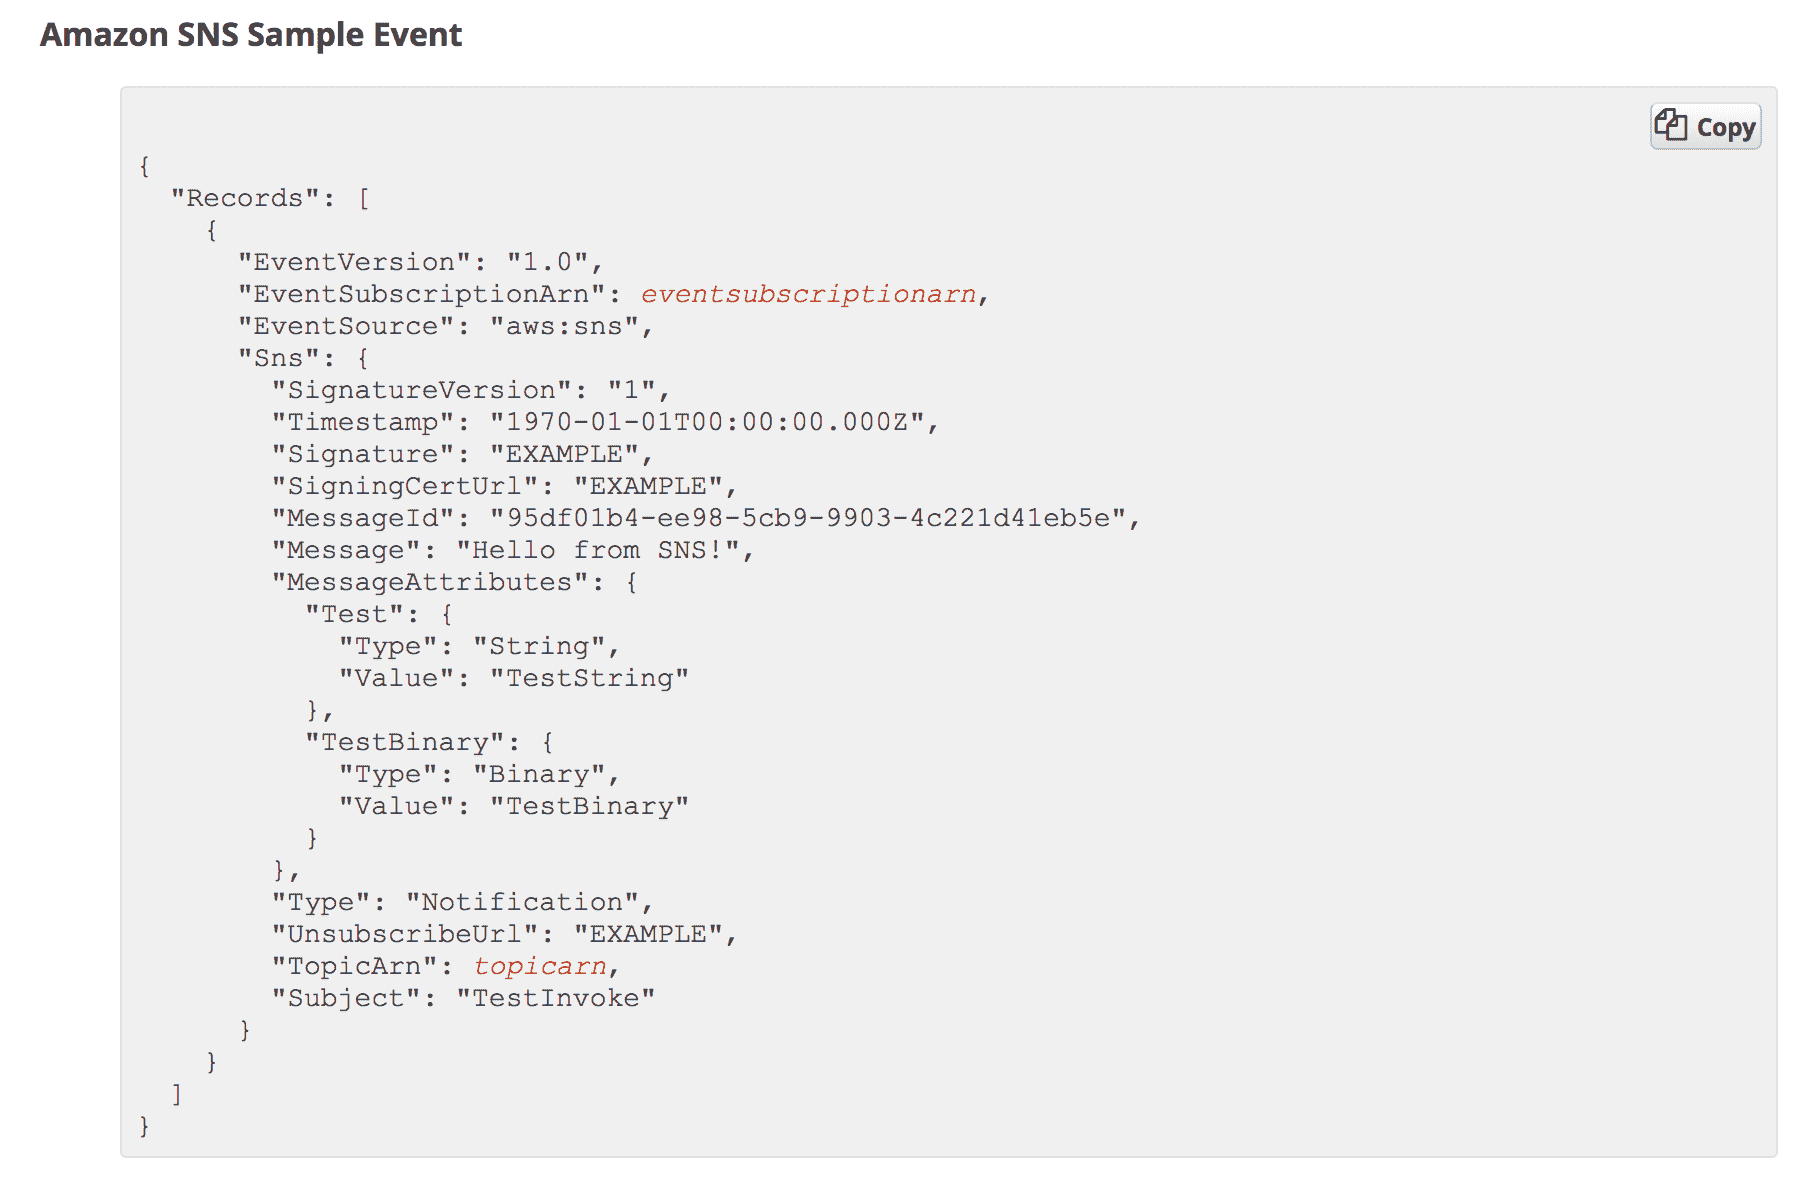 Amazon SNS Sample Event
Copy
{
  "Records": [
    {
      "EventVersion": "1.0",
      "EventSubscriptionArn": eventsubscriptionarn,
      "EventSource": "aws:sns",
      "Sns": {
        "SignatureVersion": "1",
        "Timestamp": "1970-01-01T00:00:00.000Z",
        "Signature": "EXAMPLE",
        "SigningCertUrl": "EXAMPLE",
        "MessageId": "95df01b4-ee98-5cb9-9903-4c221d41eb5e",
        "Message": "Hello from SNS!",
        "MessageAttributes": {
          "Test": {
            "Type": "String",
            "Value": "TestString"
          },
          "TestBinary": {
            "Type": "Binary",
            "Value": "TestBinary"
          }
        },
        "Type": "Notification",
        "UnsubscribeUrl": "EXAMPLE",
        "TopicArn": topicarn,
        "Subject": "TestInvoke"
      }
    }
  ]
}